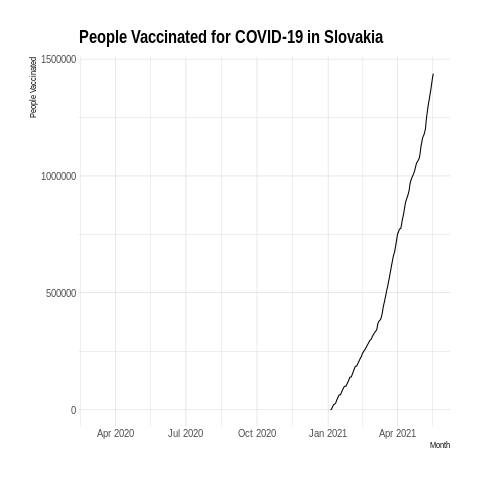 People Vaccinated for COVID-19 in Slovakia
People Vaccinated
1500000
1000000
500000
0
Apr 2020 Jul 2020 Oct 2020 Jan 2021 Apr 2021
Month